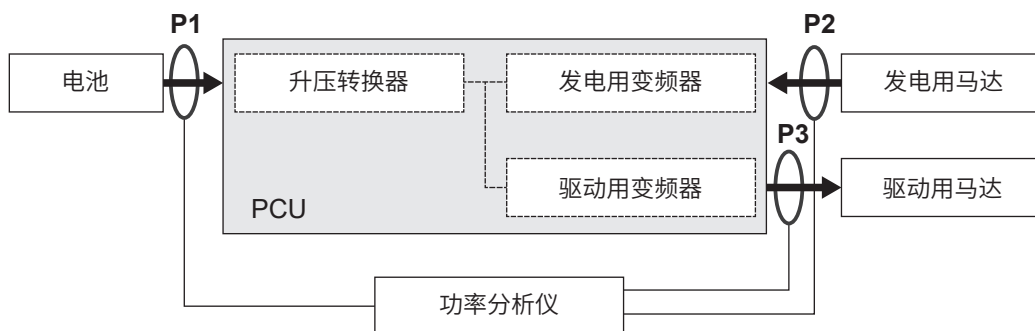 P1
P2
电池
升压转换器
发电用变频器
发电用马达
P3
驱动用变频器
驱动用马达
PCU
功率分析仪